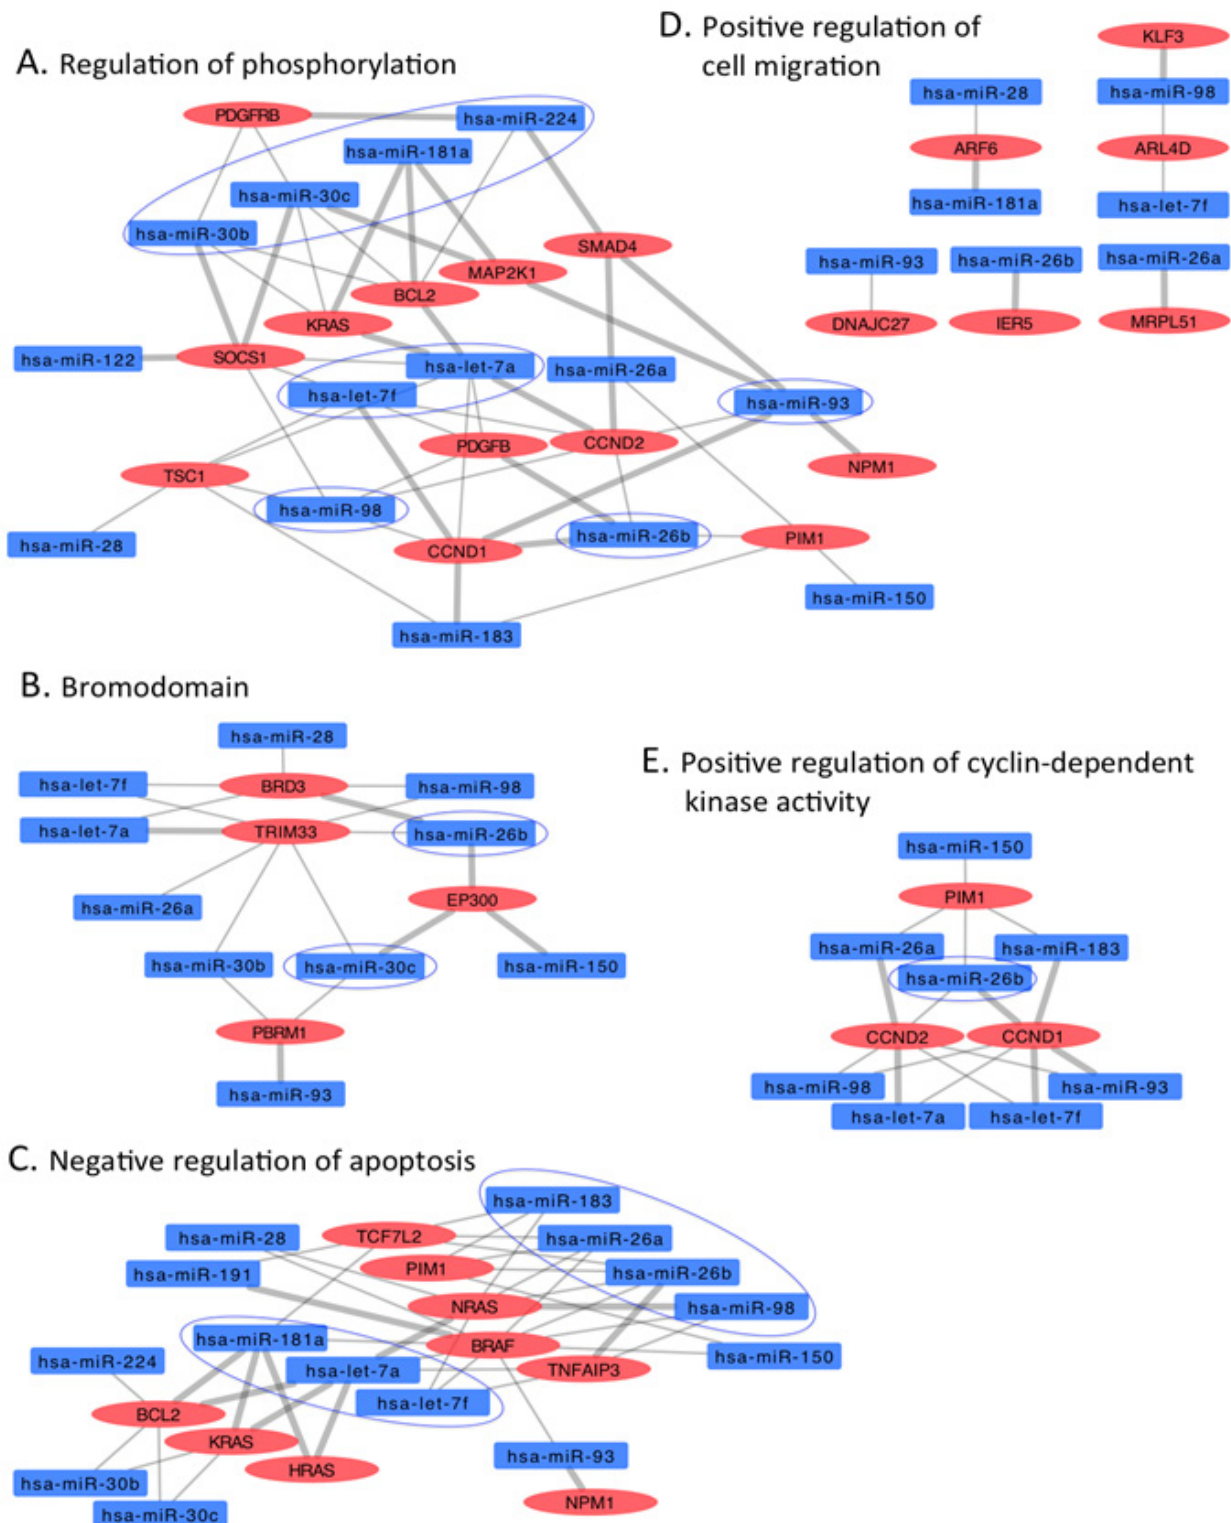 A. Regulation of phosphorylation
PDGFRB
hsa-miR-224
hsa-miR-181a
hsa-miR-30c
hsa-miR-30b
SMAD4
MAP2K1
BCL2
KRAS
hsa-miR-122
SOCS1
hsa-let-7a
hsa-miR-26a
hsa-let-7f
hsa-miR-93
PDGFB
CCND2
NPM1
TSC1
hsa-miR-98
hsa-miR-28
CCND1
hsa-miR-26b
PIM1
hsa-miR-150
hsa-miR-183
D. Positive regulation of
cell migration
KLF3
hsa-miR-28
hsa-miR-98
ARF6
ARL4D
hsa-miR-181a
hsa-let-7f
hsa-miR-93
hsa-miR-26b
hsa-miR-26a
DNAJC27
IER5
MRPL51
B. Bromodomain
hsa-miR-28
hsa-let-7f
BRD3
hsa-miR-98
hsa-let-7a
TRIM33
hsa-miR-26b
hsa-miR-26a
EP300
hsa-miR-30b
hsa-miR-30c
hsa-miR-150
PBRM1
hsa-miR-93
E. Positive regulation of cyclin-dependent
kinase activity
hsa-miR-150
PIM1
hsa-miR-26a
hsa-miR-183
hsa-miR-26b
CCND2
CCND1
hsa-miR-98
hsa-miR-93
hsa-let-7a
hsa-let-7f
C. Negative regulation of apoptosis
hsa-miR-183
hsa-miR-28
TCF7L2
hsa-miR-26a
hsa-miR-191
PIM1
hsa-miR-26b
NRAS
hsa-miR-98
hsa-miR-181a
BRAF
hsa-miR-150
hsa-miR-224
hsa-let-7a
TNFAIP3
hsa-let-7f
BCL2
KRAS
HRAS
hsa-miR-93
hsa-miR-30b
NPM1
hsa-miR-30c